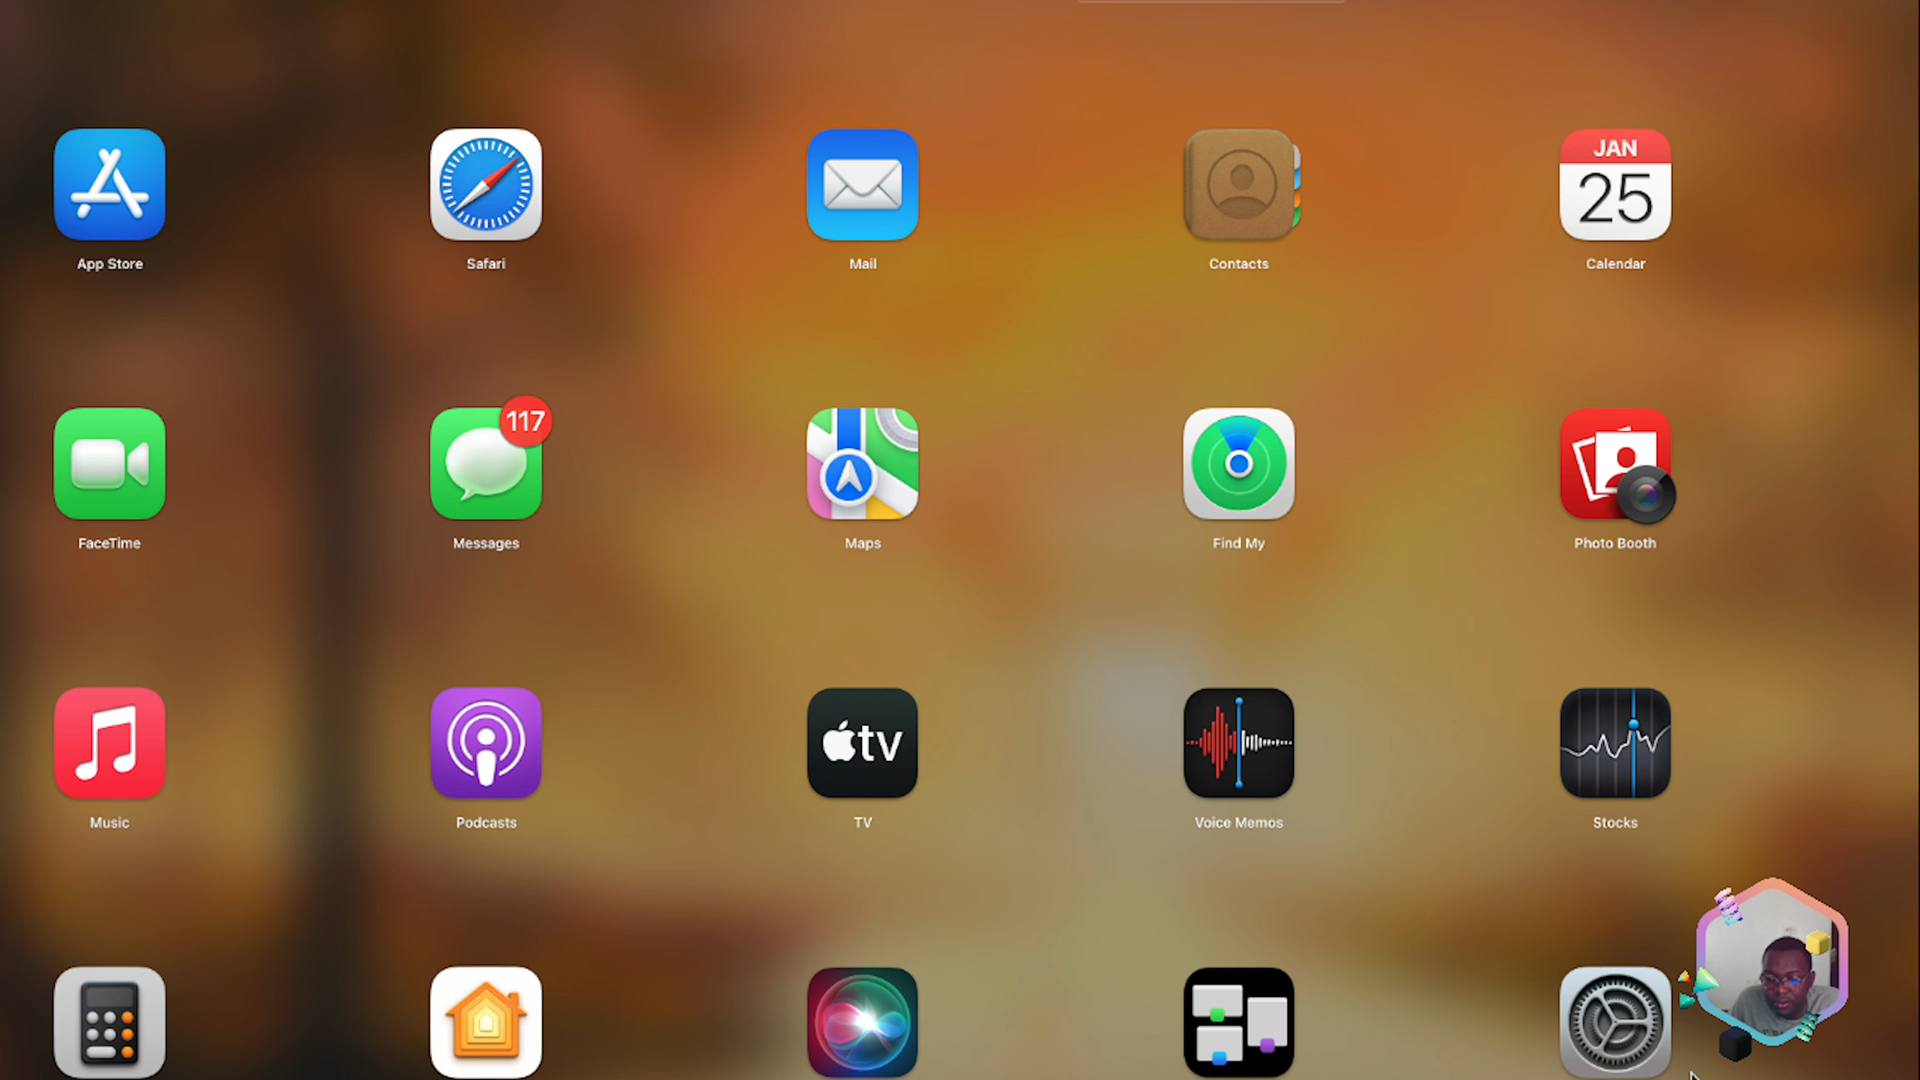 JAN
25
App Store
Safari
Mail
Contacts
Calendar
117
FaceTime
Messages
Maps
Find My
Photo Booth
tv
Music
Podcasts
TV
Voice Memos
Stocks